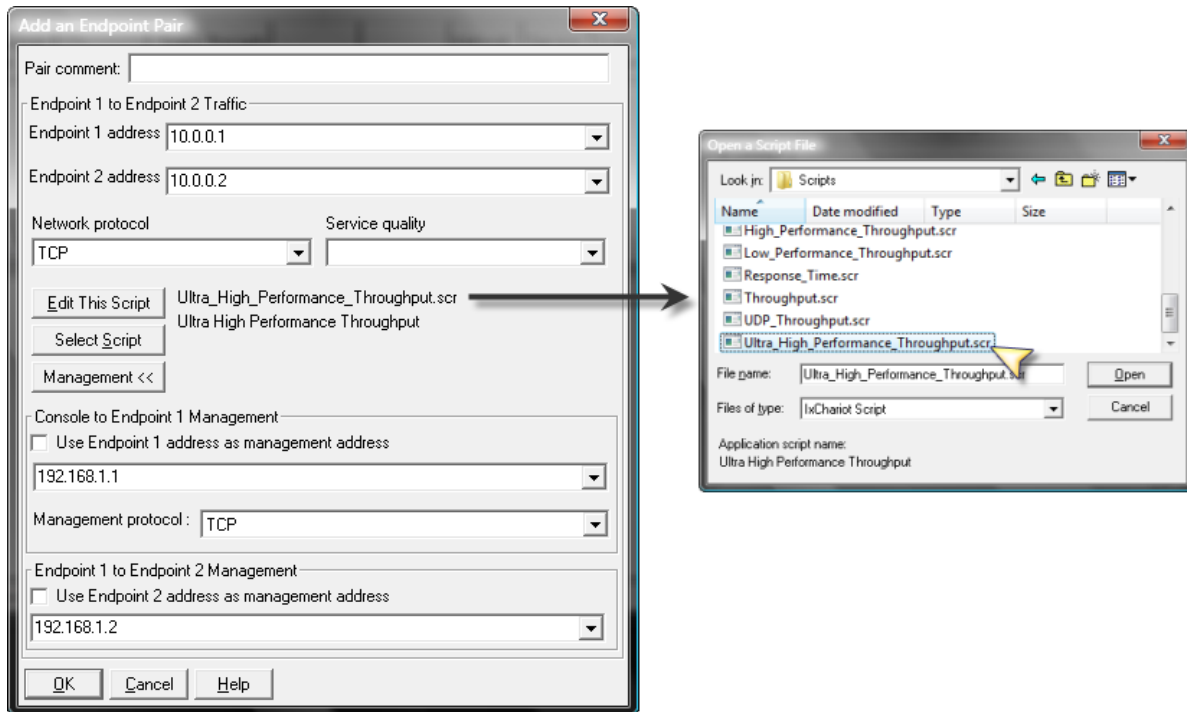 Add an Endpoint Pair
Pair comment:
Endpoint 1 to Endpoint 2 Traffic
Endpoint 1 address 10.0.0.1
Endpoint 2 address 10.0.0.2
Network protocol Service quality
TCP
Edit This Script Ultra_High_Performance_Throughput.scr
Select Script Ultra High Performance Throughput
Management <<
Console to Endpoint 1 Management
Use Endpoint 1 address as management address
192.168.1.1
Management protocol : TCP
Endpoint 1 to Endpoint 2 Management
Use Endpoint 2 address as management address
192.168.1.2
OK Cancel Help
Open a Script File
Look in: Scripts
Name Date modified Type Size
High_Performance_Throughput.scr
Low_Performance_Throughput.scr
Response_Time.scr
Throughput.scr
UDP_Throughput.scr
Ultra_High_Performance_Throughput.scr
File name: Ultra_High_Performance_Throughput.scr Open
Files of type: IxChariot Script Cancel
Application script name:
Ultra High Performance Throughput